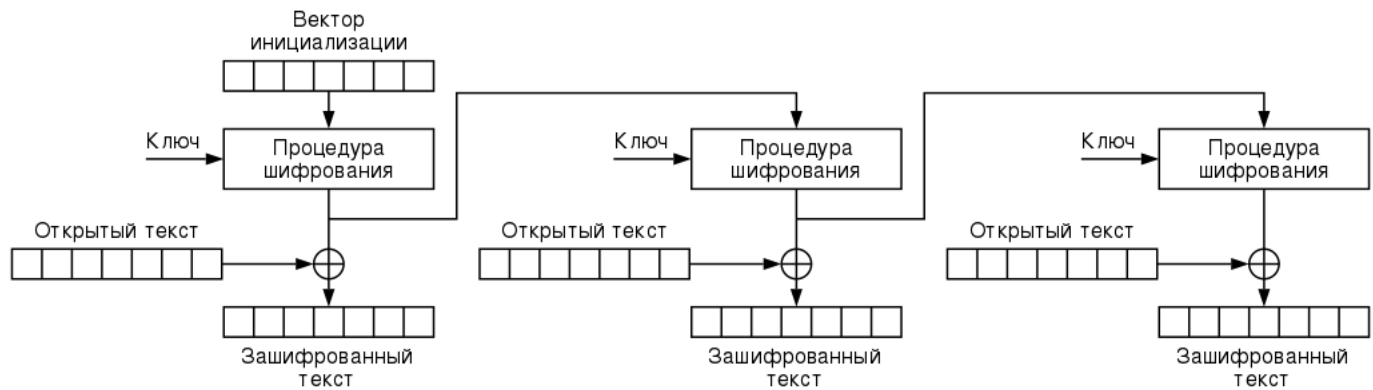 Вектор
инициализации
Ключ
Процедура
шифрования
Открытый текст
Зашифрованный
текст
Ключ
Процедура
шифрования
Открытый текст
Зашифрованный
текст
Ключ
Процедура
шифрования
Открытый текст
Зашифрованный
текст